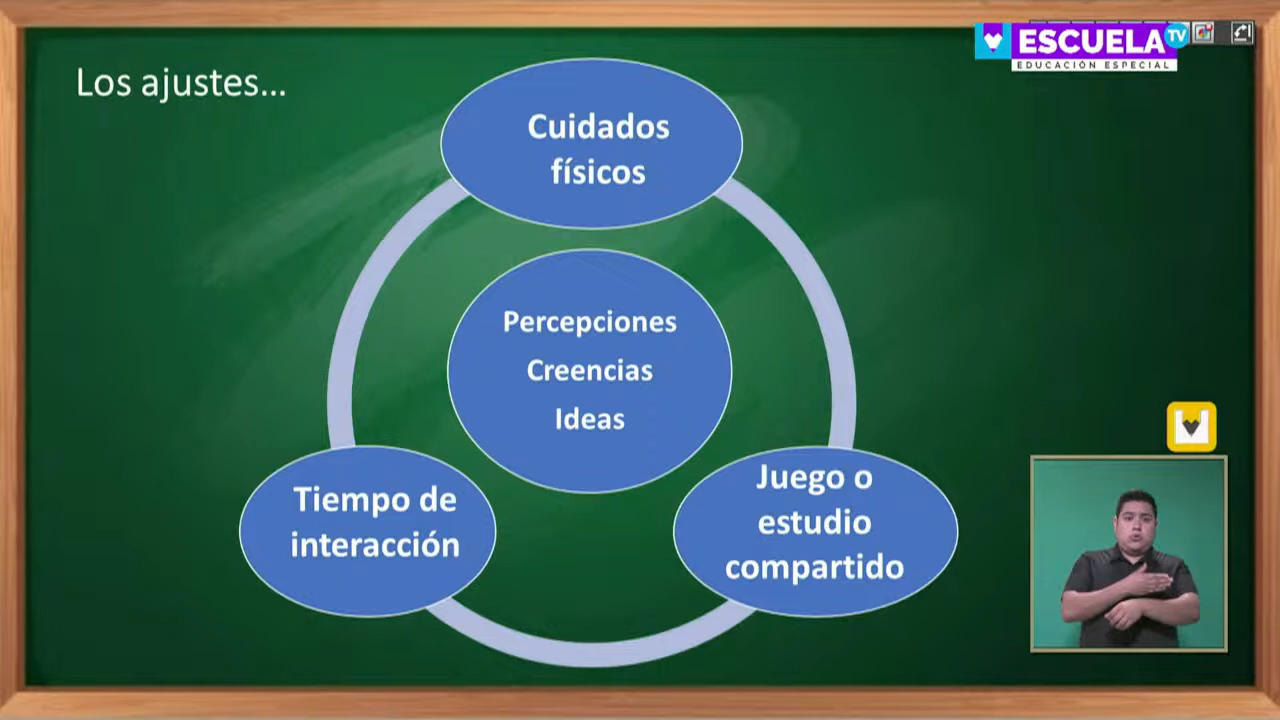 Los ajustes...
ESCUELA TV
EDUCACIÓN ESPECIAL
Cuidados
físicos
Percepciones
Creencias
Ideas
Tiempo de
interacción
Juego o
estudio
compartido